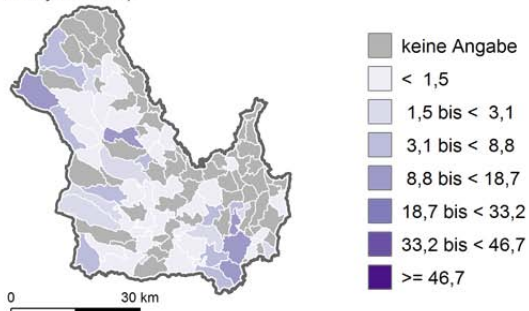 keine Angabe
< 1,5
1,5 bis < 3,1
3,1 bis < 8,8
8,8 bis < 18,7
18,7 bis < 33,2
33,2 bis < 46,7
>= 46,7
0 30 km